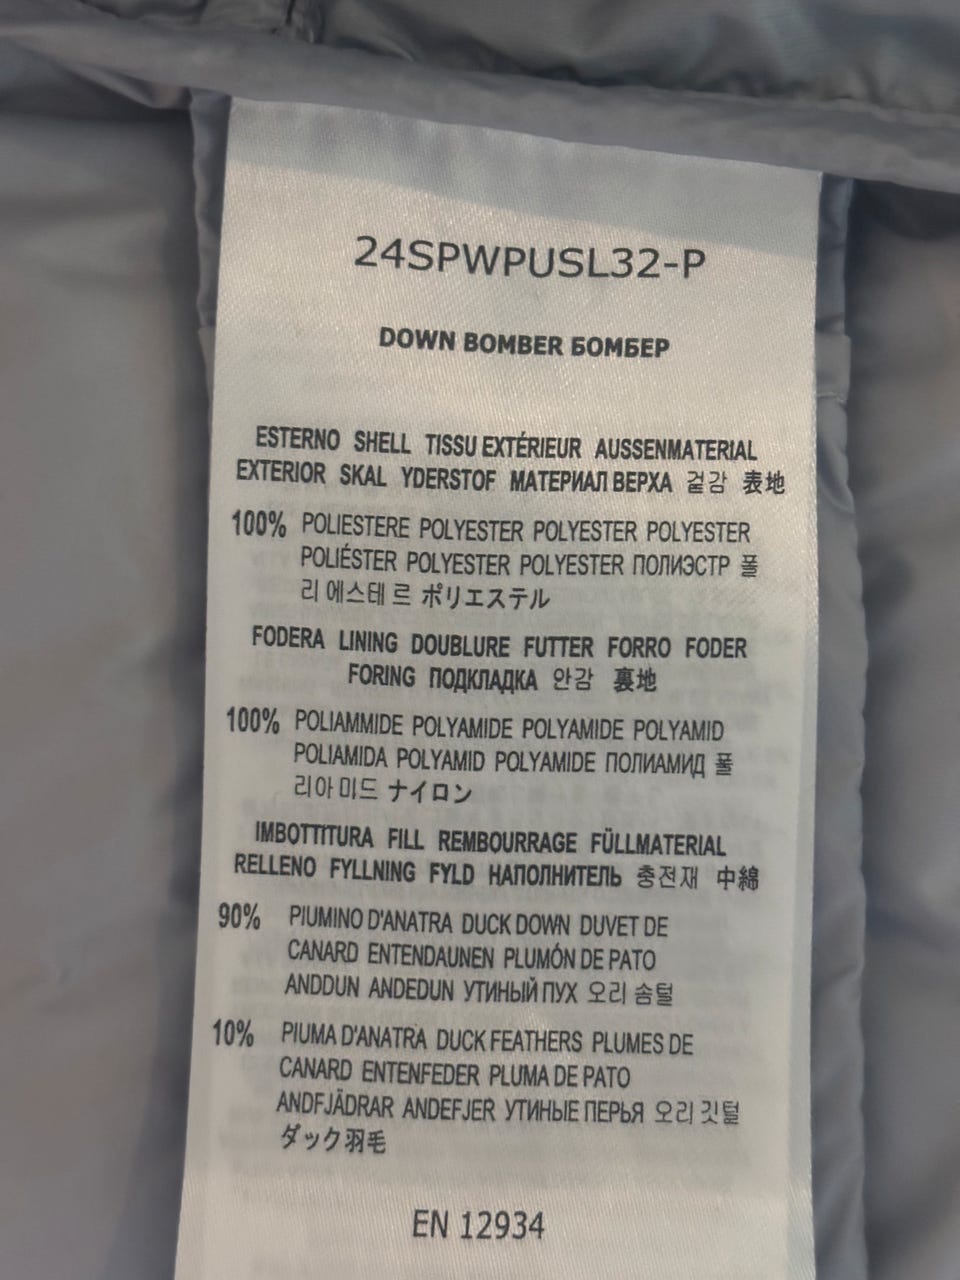 24SPWPUSL32-P
DOWN BOMBER БОМБЕР
ESTERNO SHELL TISSU EXTÉRIEUR AUSSENMATERIAL
EXTERIOR SKAL YDERSTOF МАТЕРИАЛ ВЕРХА 겉감 表地
100% POLIESTERE POLYESTER POLYESTER POLYESTER
POLIÉSTER POLYESTER POLYESTER ПОЛИЭСТР 폴
리 에스테 르 ポリエステル
FODERA LINING DOUBLURE FUTTER FORRO FODER
FORING ПОДКЛАДКА 안감 裏地
100% POLIAMMIDE POLYAMIDE POLYAMIDE POLYAMID
POLIAMIDA POLYAMID POLYAMIDE ПОЛИАМИД 폴
리아 미드 ナイロン
IMBOTTITURA FILL REMBOURRAGE FÜLLMATERIAL
RELLENO FYLLNING FYLD НАПОЛНИТЕЛЬ 충전재 中綿
90% PIUMINO D'ANATRA DUCK DOWN DUVET DE
CANARD ENTENDAUNEN PLUMÓN DE PATO
ANDDUN ANDEDUN УТИНЫЙ ПУХ 오리 솜털
10% PIUMA D'ANATRA DUCK FEATHERS PLUMES DE
CANARD ENTENFEDER PLUMA DE PATO
ANDFJÄDRAR ANDEFJER УТИНЫЕ ПЕРЬЯ 오리 깃털
ダック羽毛
EN 12934